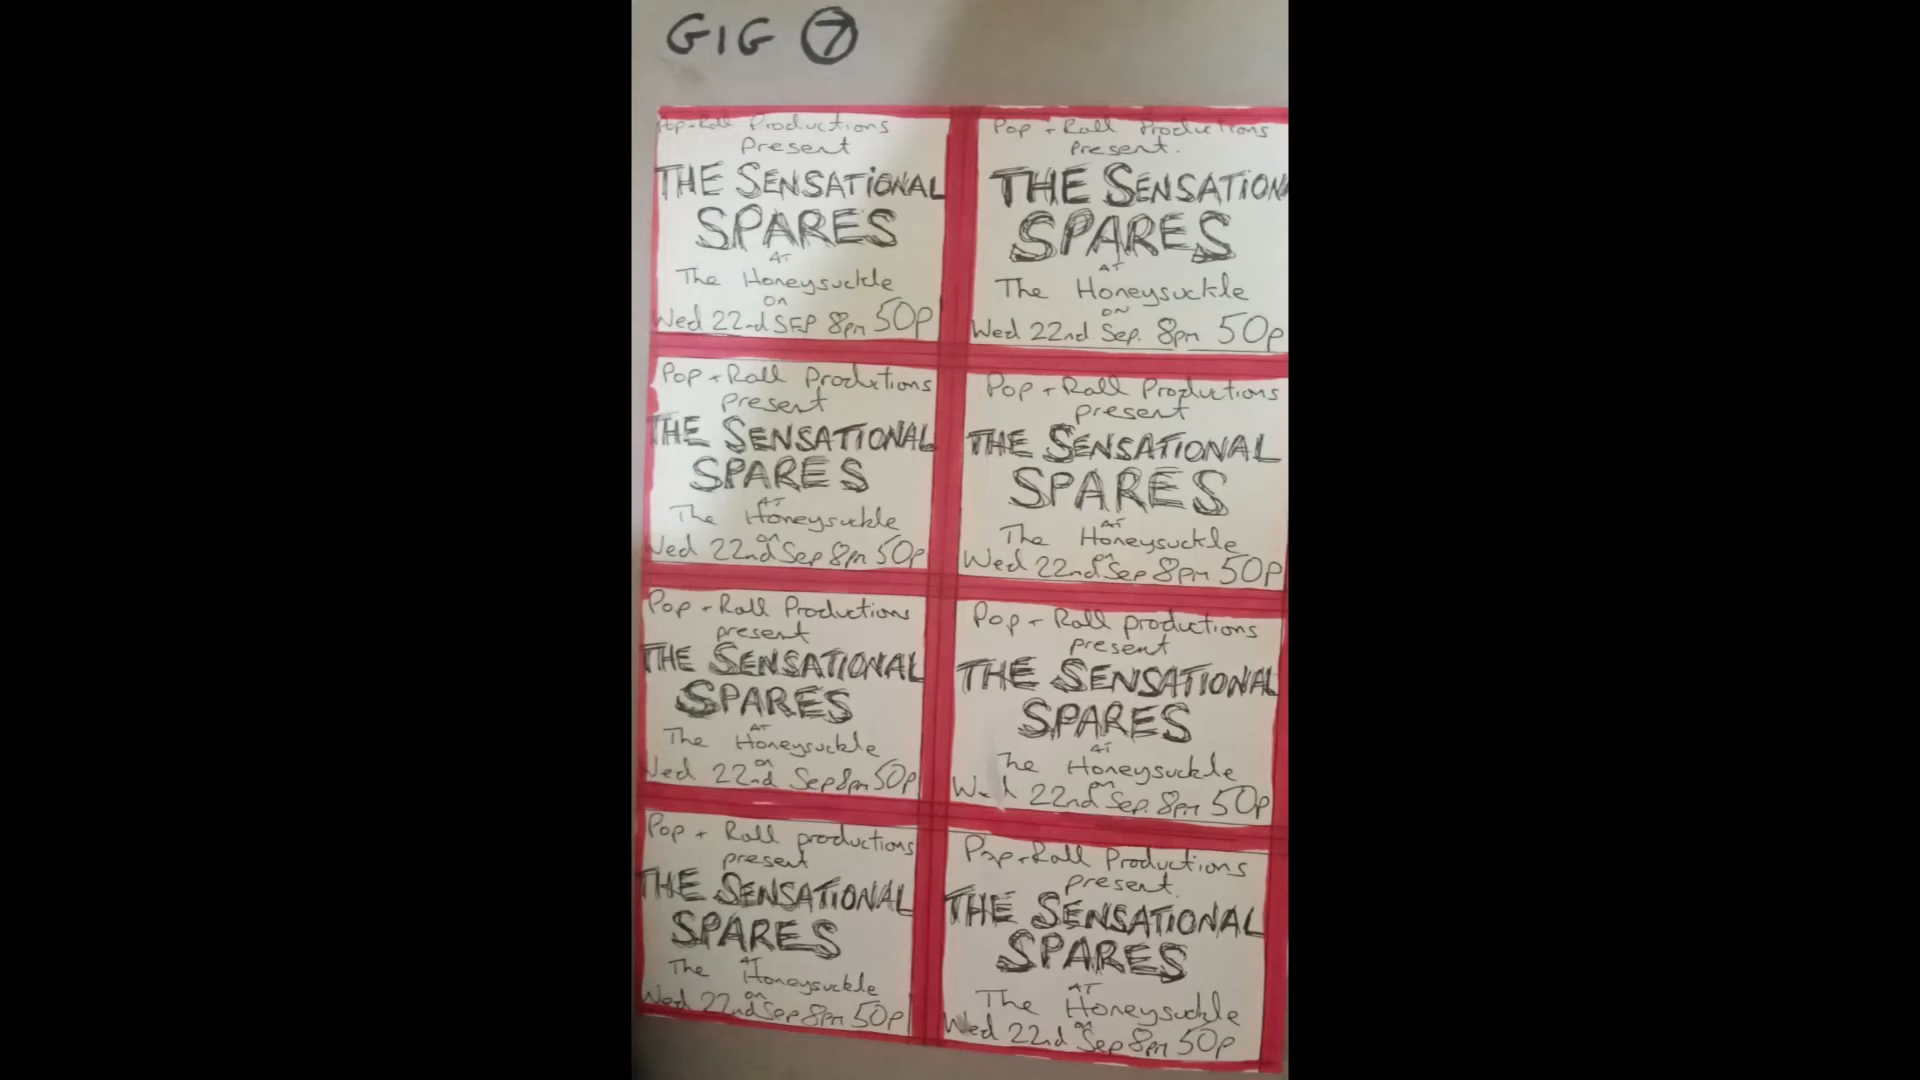 GIG 7
Pop + Roll Productions
Present
THE SENSATIONAL
SPARES
AT
The Honeysuckle
on
Wed 22nd SEP 8pm 50p
Pop + Roll Productions
Present.
THE SENSATION
SPARES
AT
The Honeysuckle
ON
Wed 22nd Sep. 8pm 50p
Pop + Roll Productions
present
THE SENSATIONAL
SPARES
AT
The Honeysuckle
on
Wed 22nd Sep 8pm 50p
Pop + Roll Productions
present
THE SENSATIONAL
SPARES
AT
The Honeysuckle
on
Wed 22nd Sep 8pm 50p
Pop + Roll Productions
present
THE SENSATIONAL
SPARES
AT
The Honeysuckle
on
Wed 22nd Sep 8pm 50p
Pop + Roll productions
present
THE SENSATIONAL
SPARES
AT
The Honeysuckle
on
Wed 22nd Sep. 8pm 50p
Pop + Roll productions
present
THE SENSATIONAL
SPARES
AT
The Honeysuckle
on
Wed 22nd Sep 8pm 50p
Pop + Roll Productions
present.
THE SENSATIONAL
SPARES
AT
The Honeysuckle
on
Wed 22nd Sep 8pm 50p